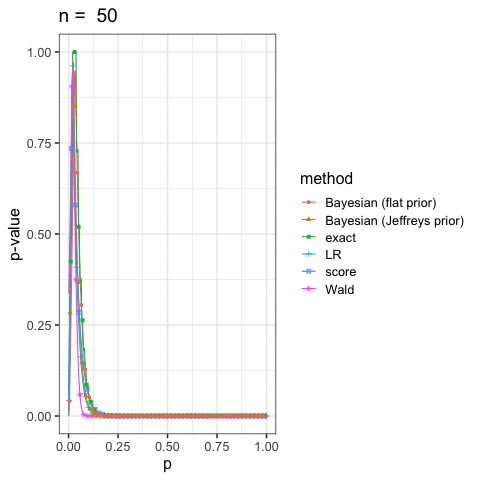 n =  50
1.00
0.75
0.50
0.25
0.00
p-value
0.00 0.25 0.50 0.75 1.00
p
method
Bayesian (flat prior)
Bayesian (Jeffreys prior)
exact
LR
score
Wald